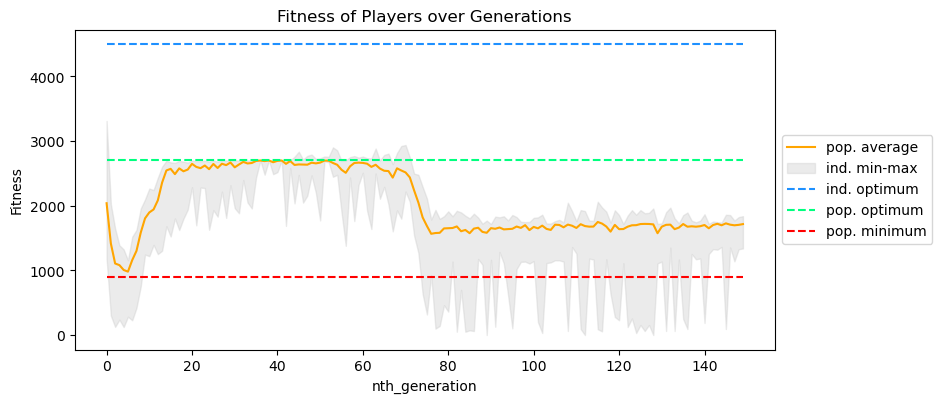 Fitness of Players over Generations
Fitness
4000
3000
2000
1000
0
0 20 40 60 80 100 120 140
nth_generation
pop. average
ind. min-max
ind. optimum
pop. optimum
pop. minimum